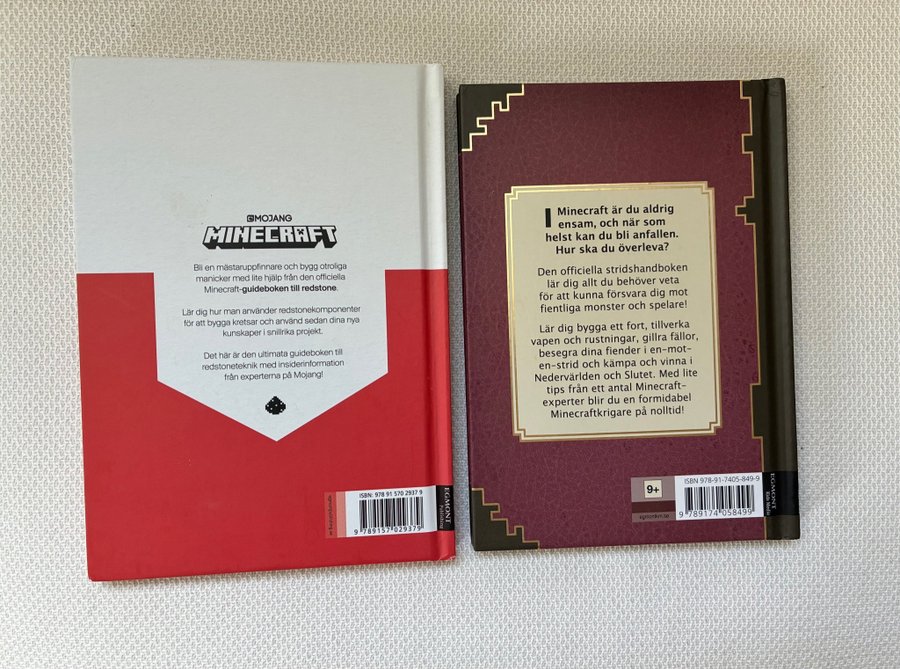 MOJANG
MINECRAFT
Bli en mästaruppfinnare och bygg otroliga
manicker med lite hjälp från den officiella
Minecraft-guideboken till redstone.
Lär dig hur man använder redstonekomponenter
för att bygga kretsar och använd sedan dina nya
kunskaper i snillrika projekt.
Det här är den ultimata guideboken till
redstoneteknik med insiderinformation
från experterna på Mojang!
ISBN: 978 91 570 2937 9
9 789157 029379
EGMONT
Publishing
I Minecraft är du aldrig
ensam, och när som
helst kan du bli anfallen.
Hur ska du överleva?
Den officiella stridshandboken
lär dig allt du behöver veta
för att kunna försvara dig mot
fientliga monster och spelare!
Lär dig bygga ett fort, tillverka
vapen och rustningar, gillra fällor,
besegra dina fiender i en-mot-
en-strid och kämpa och vinna i
Nedervärlden och Slutet. Med lite
tips från ett antal Minecraft-
experter blir du en formidabel
Minecraftkrigare på nolltid!
9+
egmontkm.se
ISBN 978-91-7405-849-9
9 789174 058499
EGMONT
Kids Media